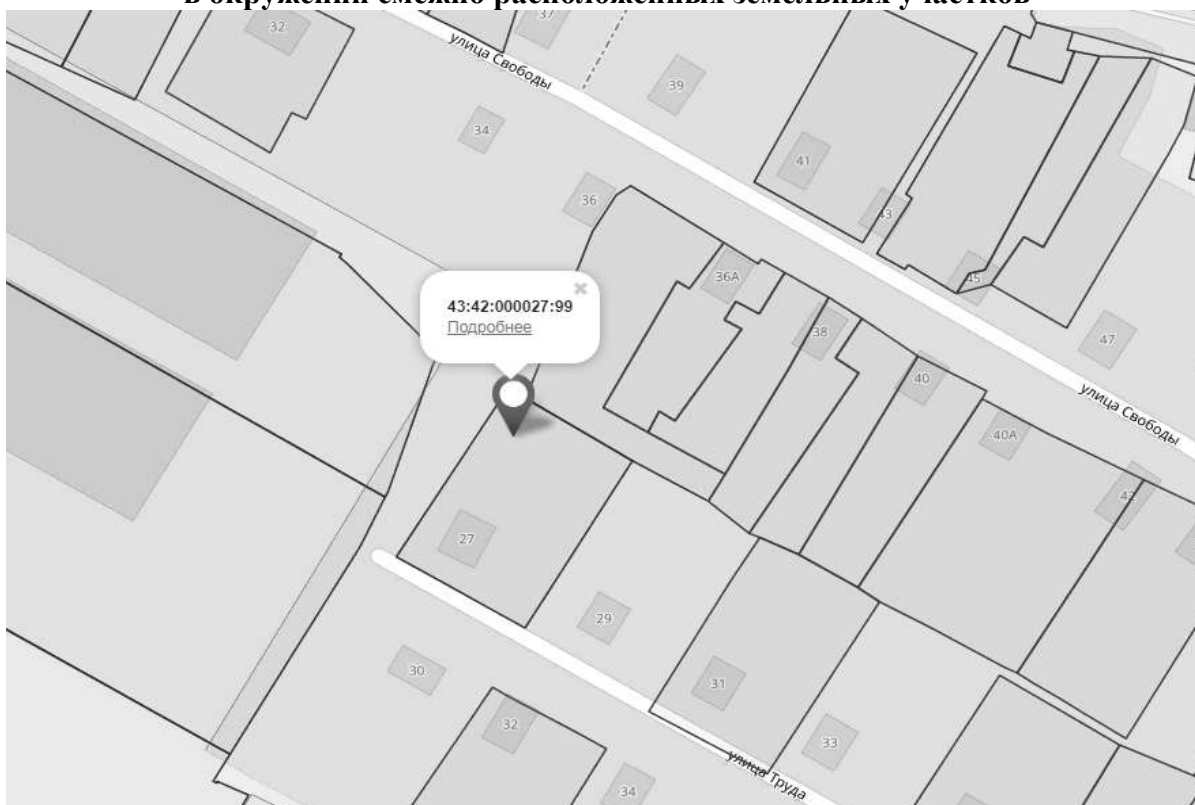 в окружении смежно расположенных земельных участков
32
37
улица Свободы
39
34
41
36
43
36А
45
43:42:000027:99
Подробнее
38
47
40
улица Свободы
40А
42
27
29
30
31
32
33
улица Труда
34